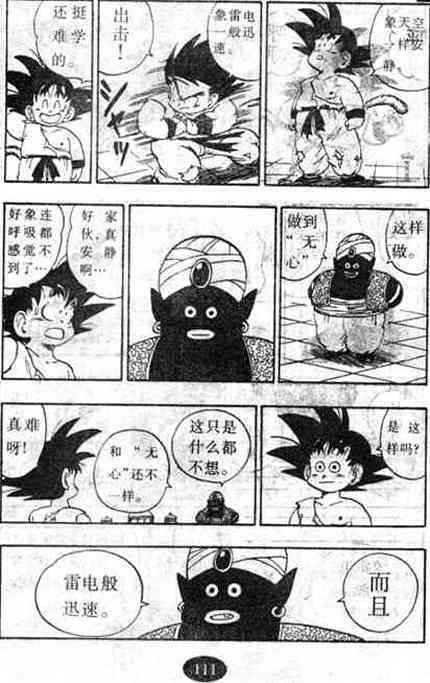 象天空
一样安
静。
象雷电
一般迅
速。
出
击！
还挺
难学
的。
这样
做。
做到
“无
心”
好家
伙,真
安静
啊…
好象连
呼吸都
感觉不
到了…
是这
样吗?
这只是
什么都
不想。
和“无
心”还不
一样。
真难
呀!
而
且
雷电般
迅速。
111